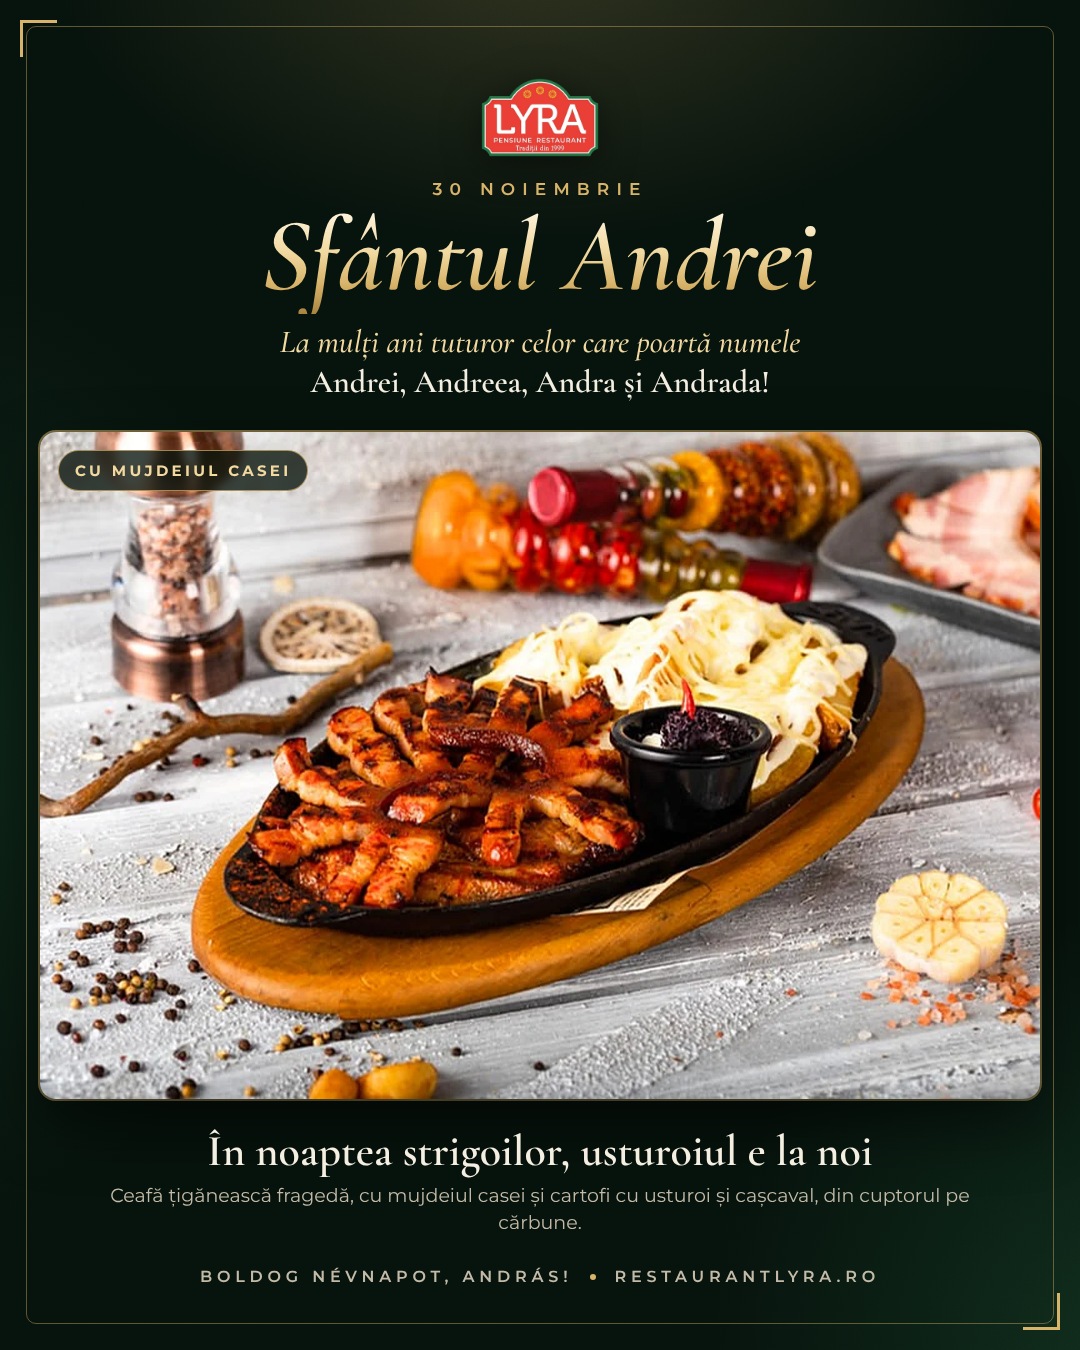 LYRA
PENSIUNE RESTAURANT
Tradiții din 1999
30 NOIEMBRIE
Sfântul Andrei
La mulți ani tuturor celor care poartă numele
Andrei, Andreea, Andra și Andrada!
CU MUJDEIUL CASEI
În noaptea strigoilor, usturoiul e la noi
Ceafă țigănească fragedă, cu mujdeiul casei și cartofi cu usturoi și cașcaval, din cuptorul pe
cărbune.
BOLDOG NÉVNAPOT, ANDRÁS! • RESTAURANTLYRA.RO